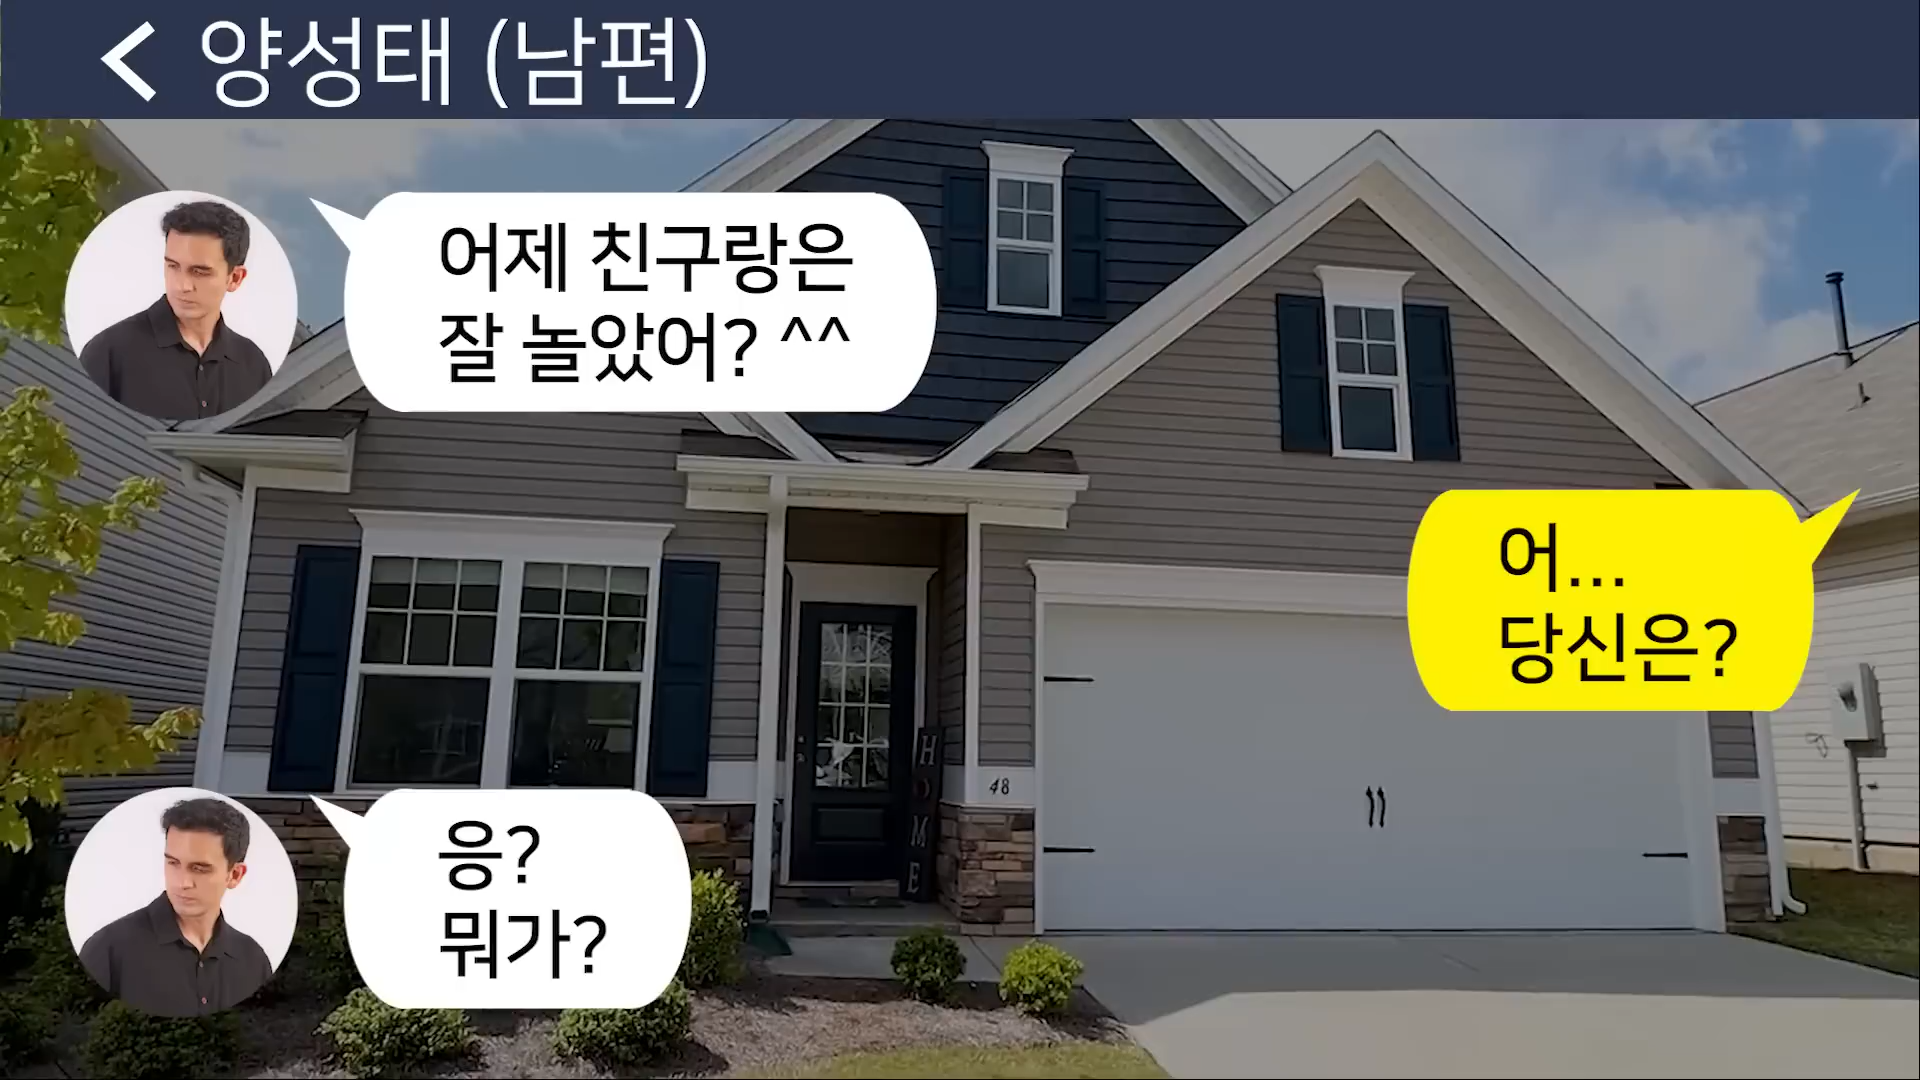 양성태 (남편)
어제 친구랑은
잘 놀았어? ^^
어...
당신은?
응?
뭐가?
HOME
48